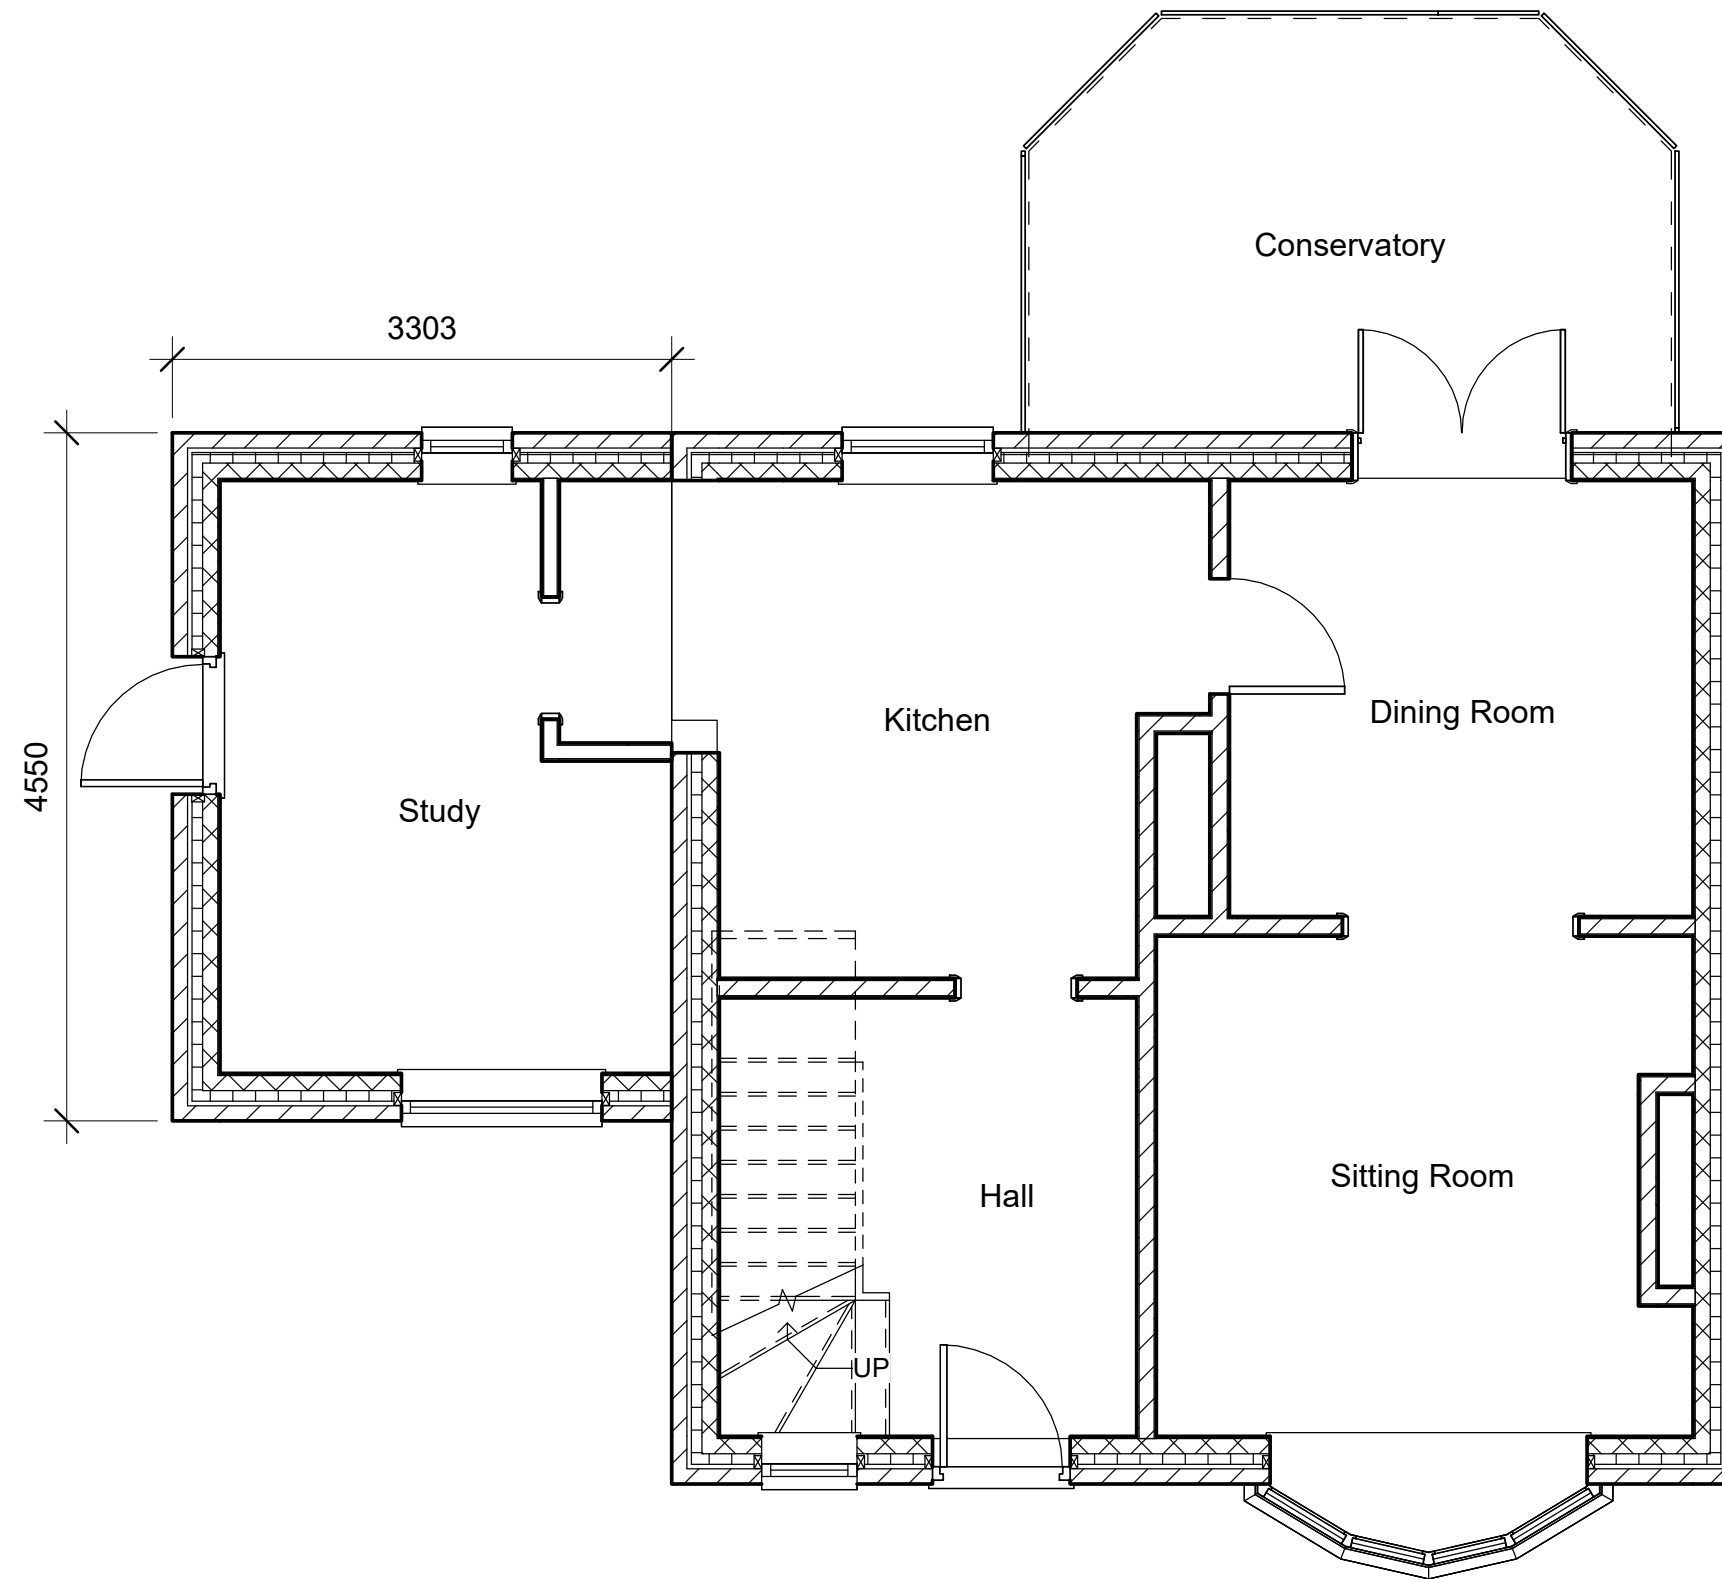 Conservatory
3303
Kitchen
Dining Room
4550
Study
Sitting Room
Hall
UP